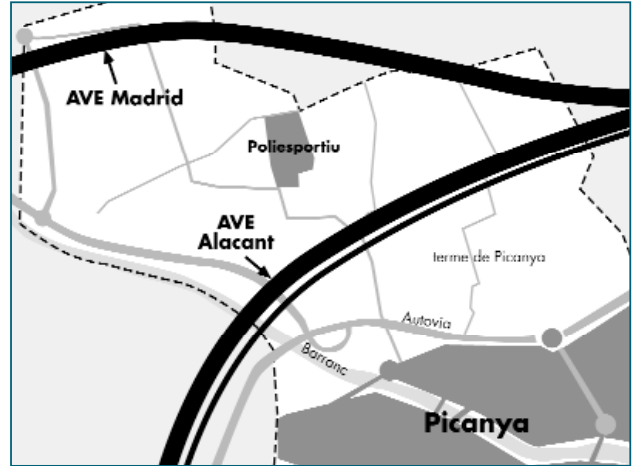 AVE Madrid
Poliesportiu
AVE
Alacant
terme de Picanya
Autovia
Barranc
Picanya